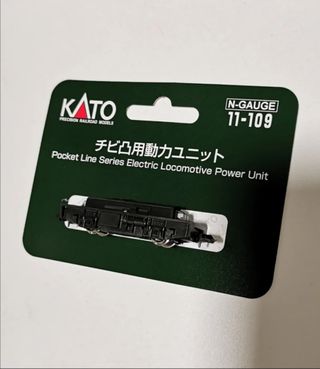 KATO
PRECISION RAILROAD MODELS
N-GAUGE
11-109
チビ凸用動力ユニット
Pocket Line Series Electric Locomotive Power Unit